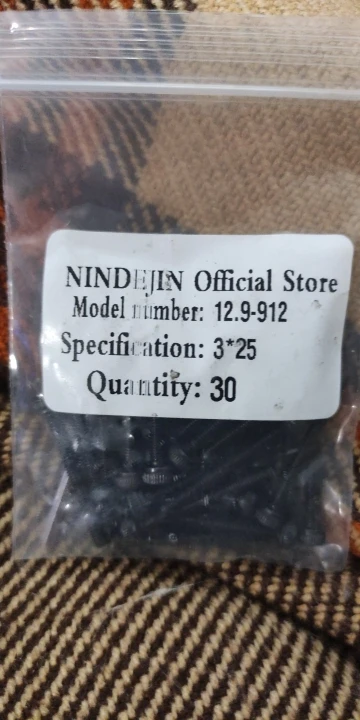 NINDEJIN Official Store
Model number: 12.9-912
Specification: 3*25
Quantity: 30